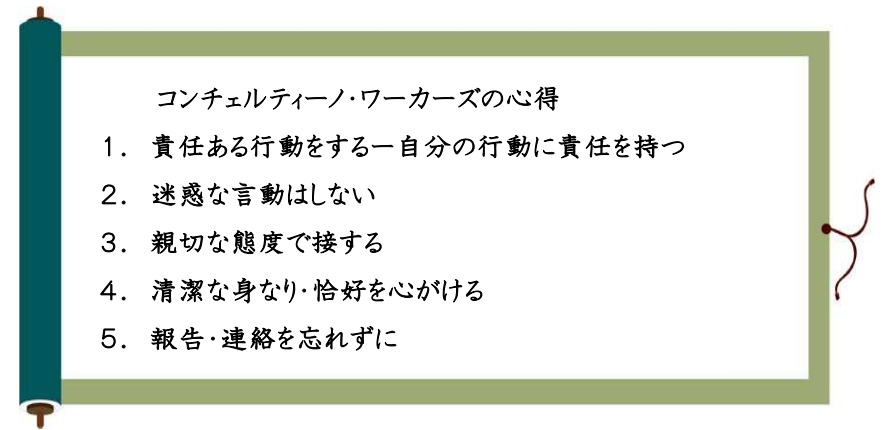 コンチェルティーノ・ワーカーズの心得
1. 責任ある行動をするー自分の行動に責任を持つ
2. 迷惑な言動はしない
3. 親切な態度で接する
4. 清潔な身なり・恰好を心がける
5. 報告・連絡を忘れずに